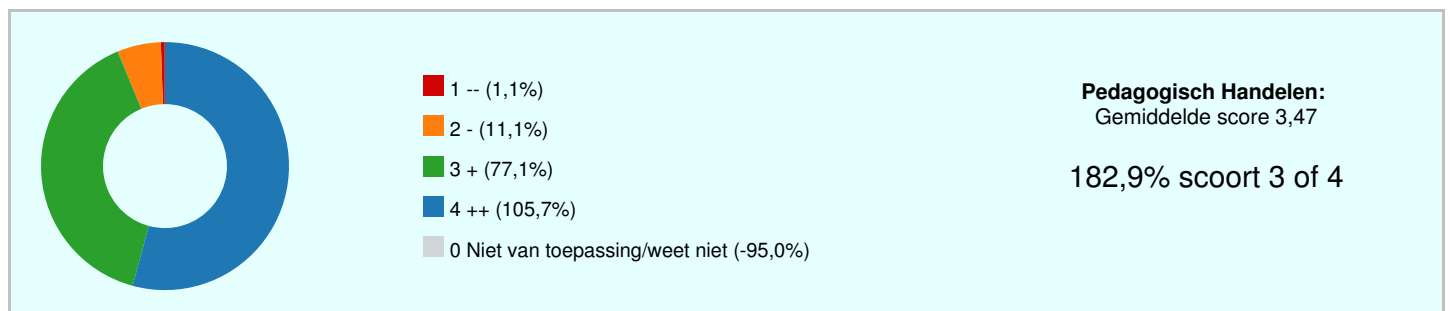 1 -- (1,1%)
2 - (11,1%)
3 + (77,1%)
4 ++ (105,7%)
0 Niet van toepassing/weet niet (-95,0%)
Pedagogisch Handelen:
Gemiddelde score 3,47
182,9% scoort 3 of 4